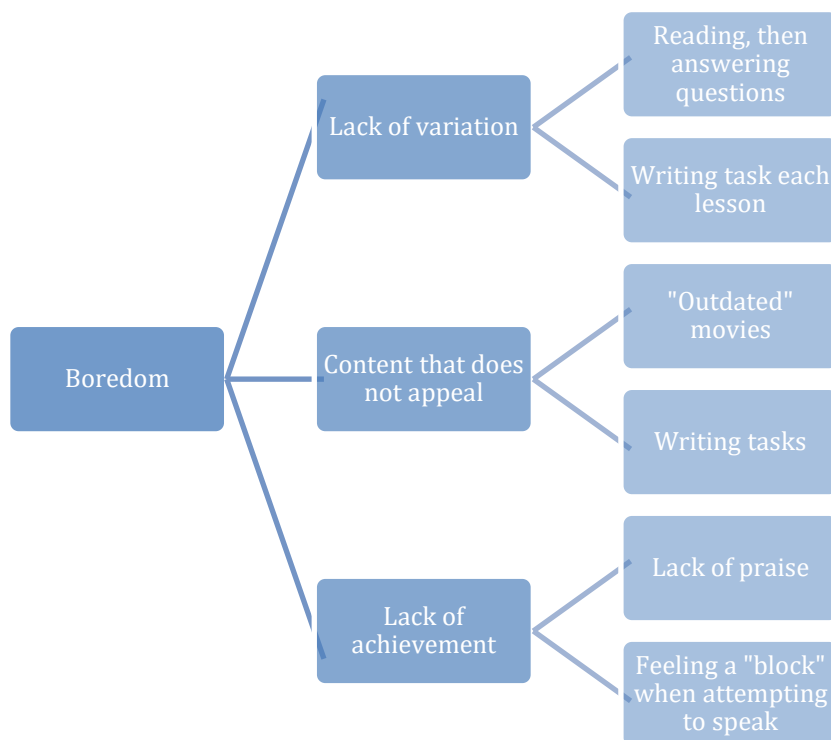 Boredom
Lack of variation
Reading, then
answering
questions
Writing task each
lesson
Content that does
not appeal
"Outdated"
movies
Writing tasks
Lack of
achievement
Lack of praise
Feeling a "block"
when attempting
to speak